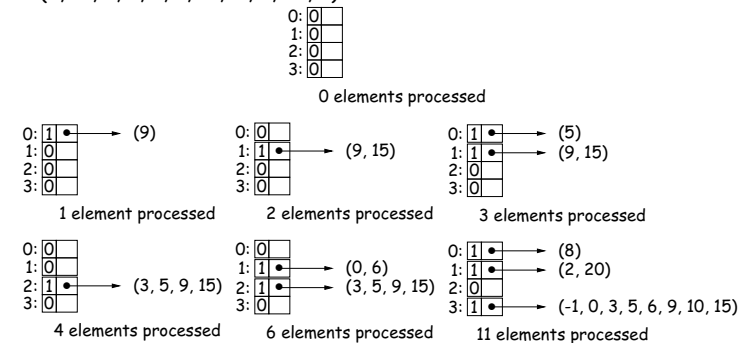 0: 0
1: 0
2: 0
3: 0
0 elements processed
0: 1 (9)
1: 0
2: 0
3: 0
1 element processed
0: 0
1: 1 (9, 15)
2: 0
3: 0
2 elements processed
0: 1 (5)
1: 1 (9, 15)
2: 0
3: 0
3 elements processed
0: 0
1: 0
2: 1 (3, 5, 9, 15)
3: 0
4 elements processed
0: 0
1: 1 (0, 6)
2: 1 (3, 5, 9, 15)
3: 0
6 elements processed
0: 1 (8)
1: 1 (2, 20)
2: 0
3: 1 (-1, 0, 3, 5, 6, 9, 10, 15)
11 elements processed